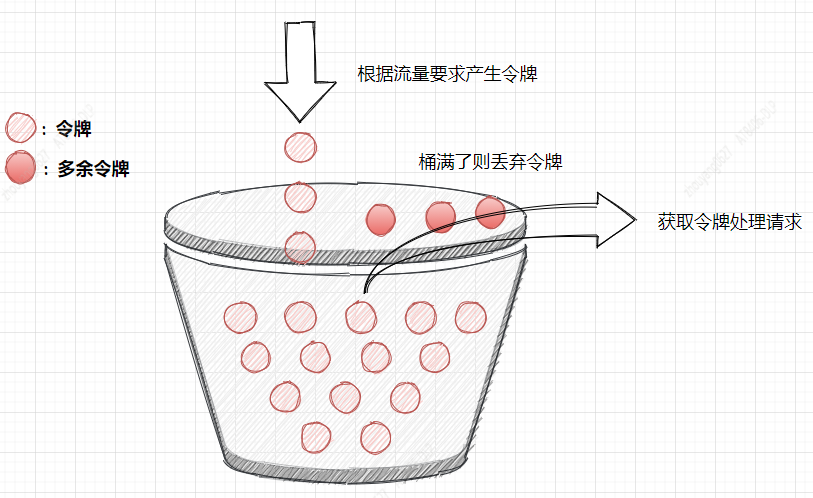 根据流量要求产生令牌
：令牌
桶满了则丢弃令牌
：多余令牌
获取令牌处理请求